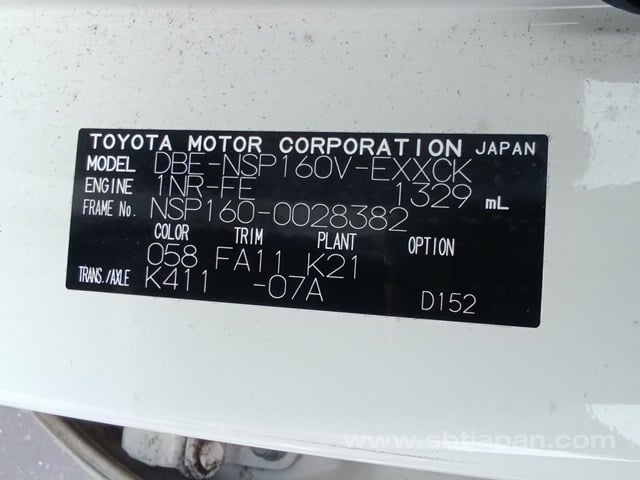 TOYOTA MOTOR CORPORATION JAPAN
MODEL DBE-NSP160V-EXXCK
ENGINE 1NR-FE 1329 mL
FRAME No. NSP160-0028382
COLOR TRIM PLANT OPTION
058 FA11 K21
TRANS./AXLE K411 -07A D152
www.sbtjapan.com